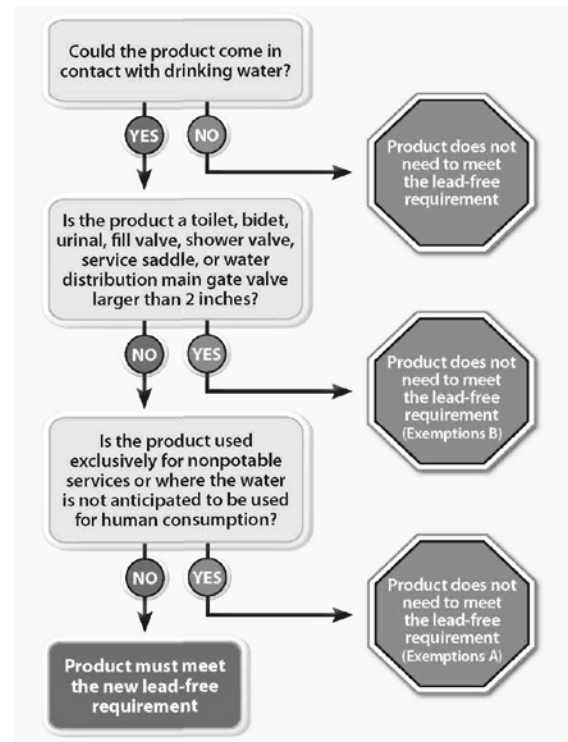 Could the product come in
contact with drinking water?
YES
NO
Product does not
need to meet
the lead-free
requirement
Is the product a toilet, bidet,
urinal, fill valve, shower valve,
service saddle, or water
distribution main gate valve
larger than 2 inches?
NO
YES
Product does not
need to meet
the lead-free
requirement
(Exemptions B)
Is the product used
exclusively for nonpotable
services or where the water
is not anticipated to be used
for human consumption?
NO
YES
Product does not
need to meet
the lead-free
requirement
(Exemptions A)
Product must meet
the new lead-free
requirement